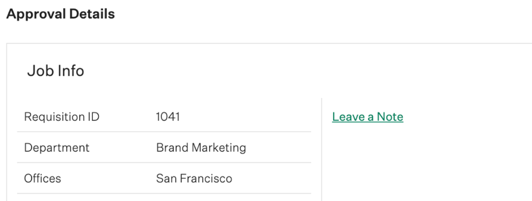 Approval Details
Job Info
Requisition ID 1041
Leave a Note
Department Brand Marketing
Offices San Francisco